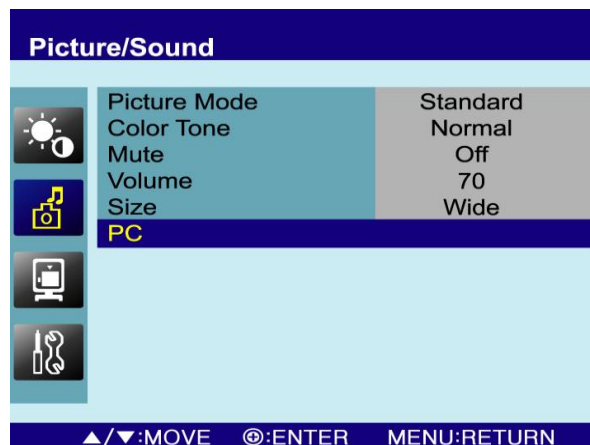 Picture/Sound
Picture Mode Standard
Color Tone Normal
Mute Off
Volume 70
Size Wide
PC
▲/▼:MOVE ⊕:ENTER MENU:RETURN